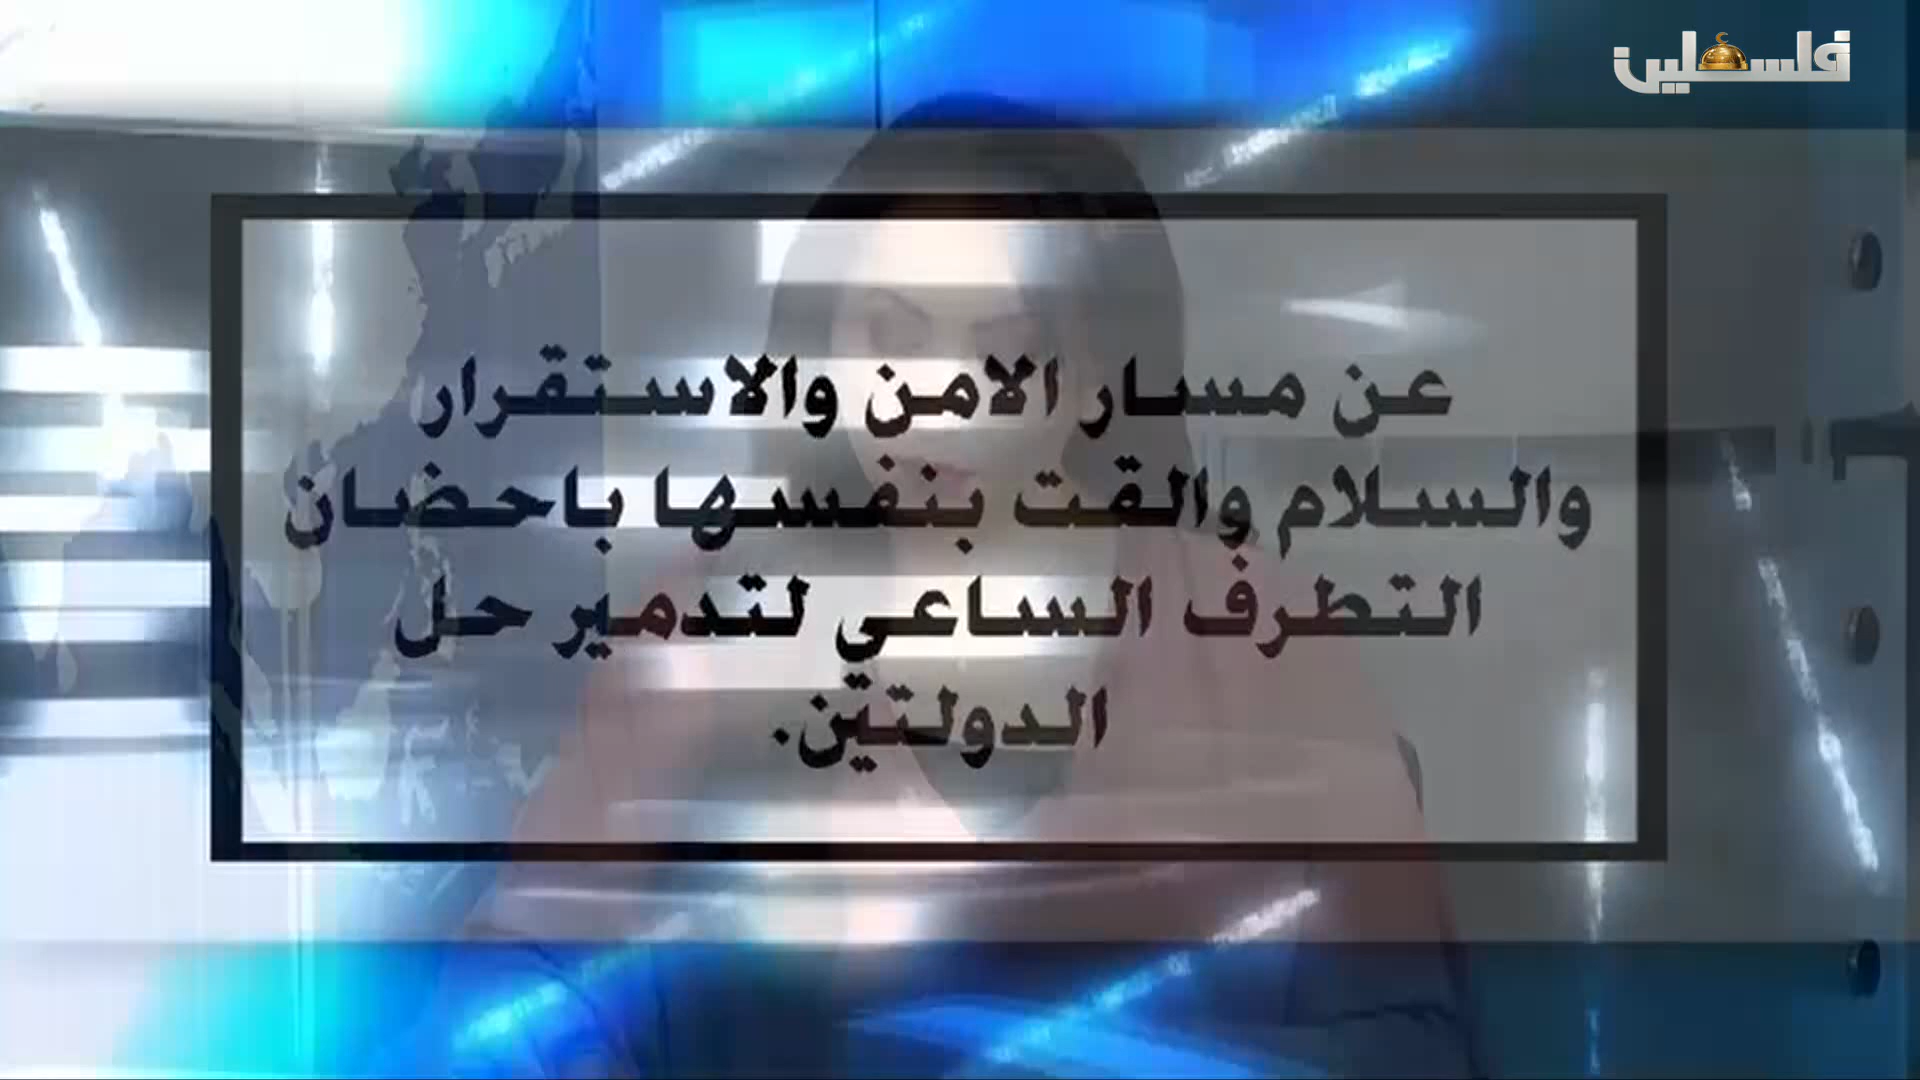 فلسطين
عن مسار الامن والاستقرار
والسلام والقت بنفسها باحضان
التطرف الساعي لتدمير حل
الدولتين.